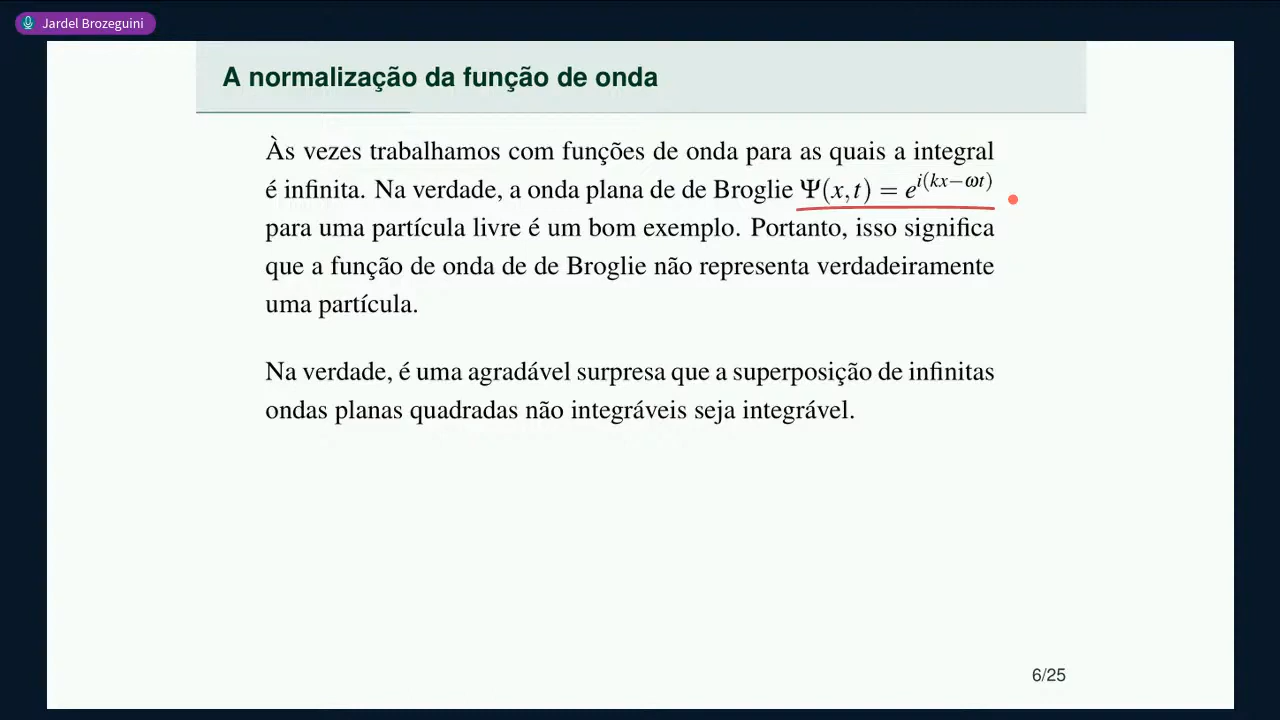 Jardel Brozeguini
A normalização da função de onda
Às vezes trabalhamos com funções de onda para as quais a integral
é infinita. Na verdade, a onda plana de de Broglie Ψ(x,t) = e^{i(kx−ωt)}
para uma partícula livre é um bom exemplo. Portanto, isso significa
que a função de onda de de Broglie não representa verdadeiramente
uma partícula.
Na verdade, é uma agradável surpresa que a superposição de infinitas
ondas planas quadradas não integráveis seja integrável.
6/25